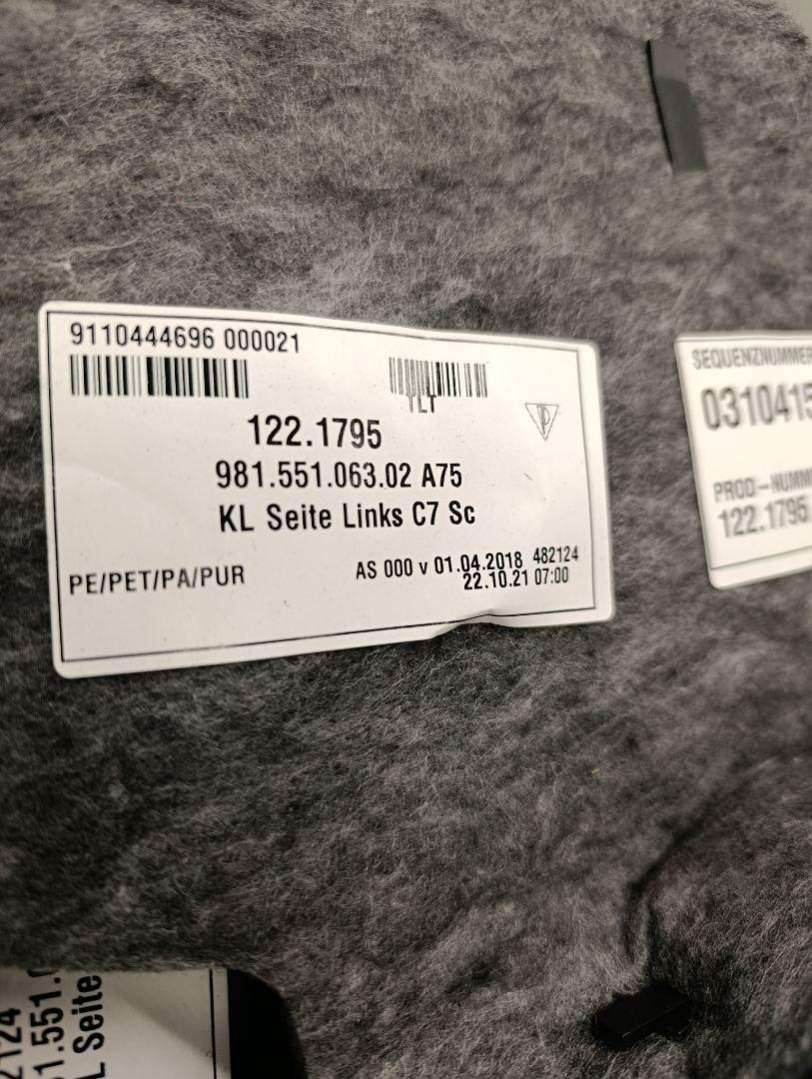 9110444696 000021
TLT
122.1795
981.551.063.02 A75
KL Seite Links C7 Sc
PE/PET/PA/PUR
AS 000 v 01.04.2018 482124
22.10.21 07:00
SEQUENZNUMMER
0310415
PROD-NUMM
122.1796
2124
1.551.
L Seite